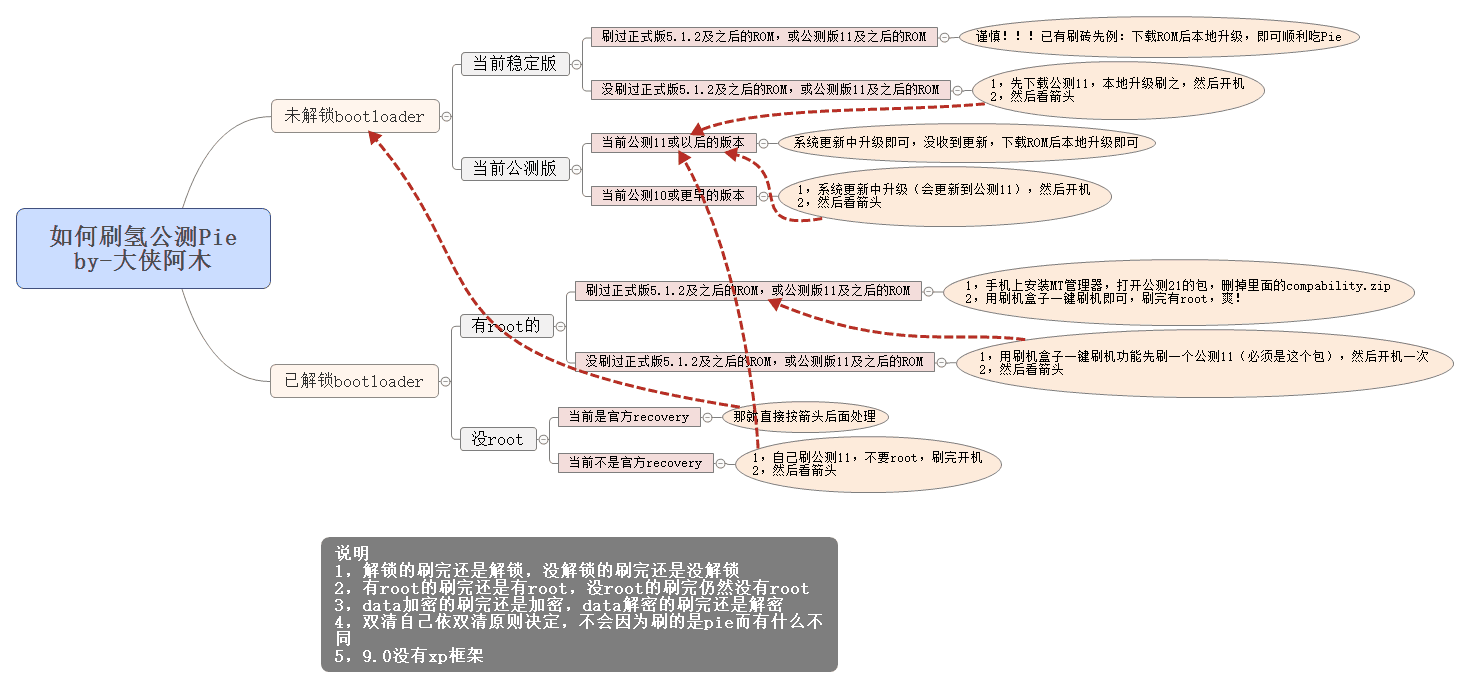 如何刷氢公测Pie
by-大侠阿木
未解锁bootloader
当前稳定版
刷过正式版5.1.2及之后的ROM，或公测版11及之后的ROM
谨慎！！！已有刷砖先例：下载ROM后本地升级，即可顺利吃Pie
没刷过正式版5.1.2及之后的ROM，或公测版11及之后的ROM
1，先下载公测11，本地升级刷之，然后开机
2，然后看箭头
当前公测版
当前公测11或以后的版本
系统更新中升级即可，没收到更新，下载ROM后本地升级即可
当前公测10或更早的版本
1，系统更新中升级（会更新到公测11），然后开机
2，然后看箭头
已解锁bootloader
有root的
刷过正式版5.1.2及之后的ROM，或公测版11及之后的ROM
1，手机上安装MT管理器，打开公测21的包，删掉里面的compability.zip
2，用刷机盒子一键刷机即可，刷完有root，爽！
没刷过正式版5.1.2及之后的ROM，或公测版11及之后的ROM
1，用刷机盒子一键刷机功能先刷一个公测11（必须是这个包），然后开机一次
2，然后看箭头
没root
当前是官方recovery
那就直接按箭头后面处理
当前不是官方recovery
1，自己刷公测11，不要root，刷完开机
2，然后看箭头
说明
1，解锁的刷完还是解锁，没解锁的刷完还是没解锁
2，有root的刷完还是有root，没root的刷完仍然没有root
3，data加密的刷完还是加密，data解密的刷完还是解密
4，双清自己依双清原则决定，不会因为刷的是pie而有什么不
同
5，9.0没有xp框架